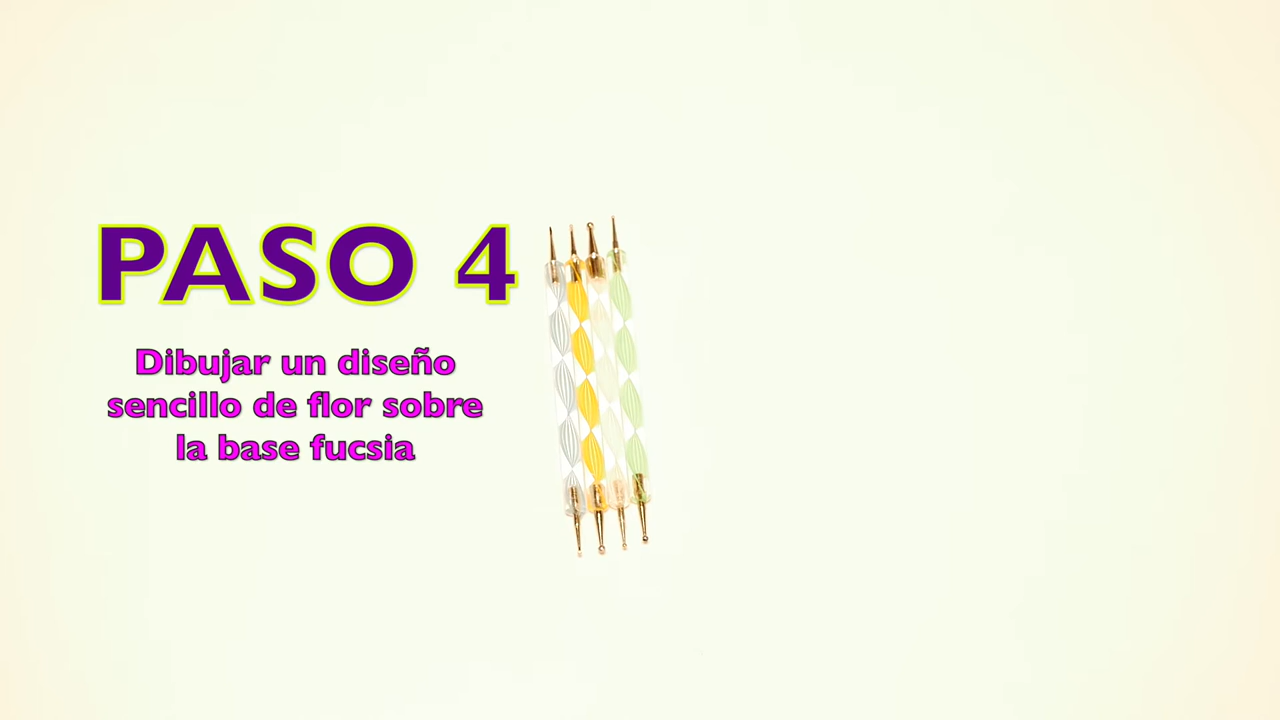 PASO 4
Dibujar un diseño
sencillo de flor sobre
la base fucsia